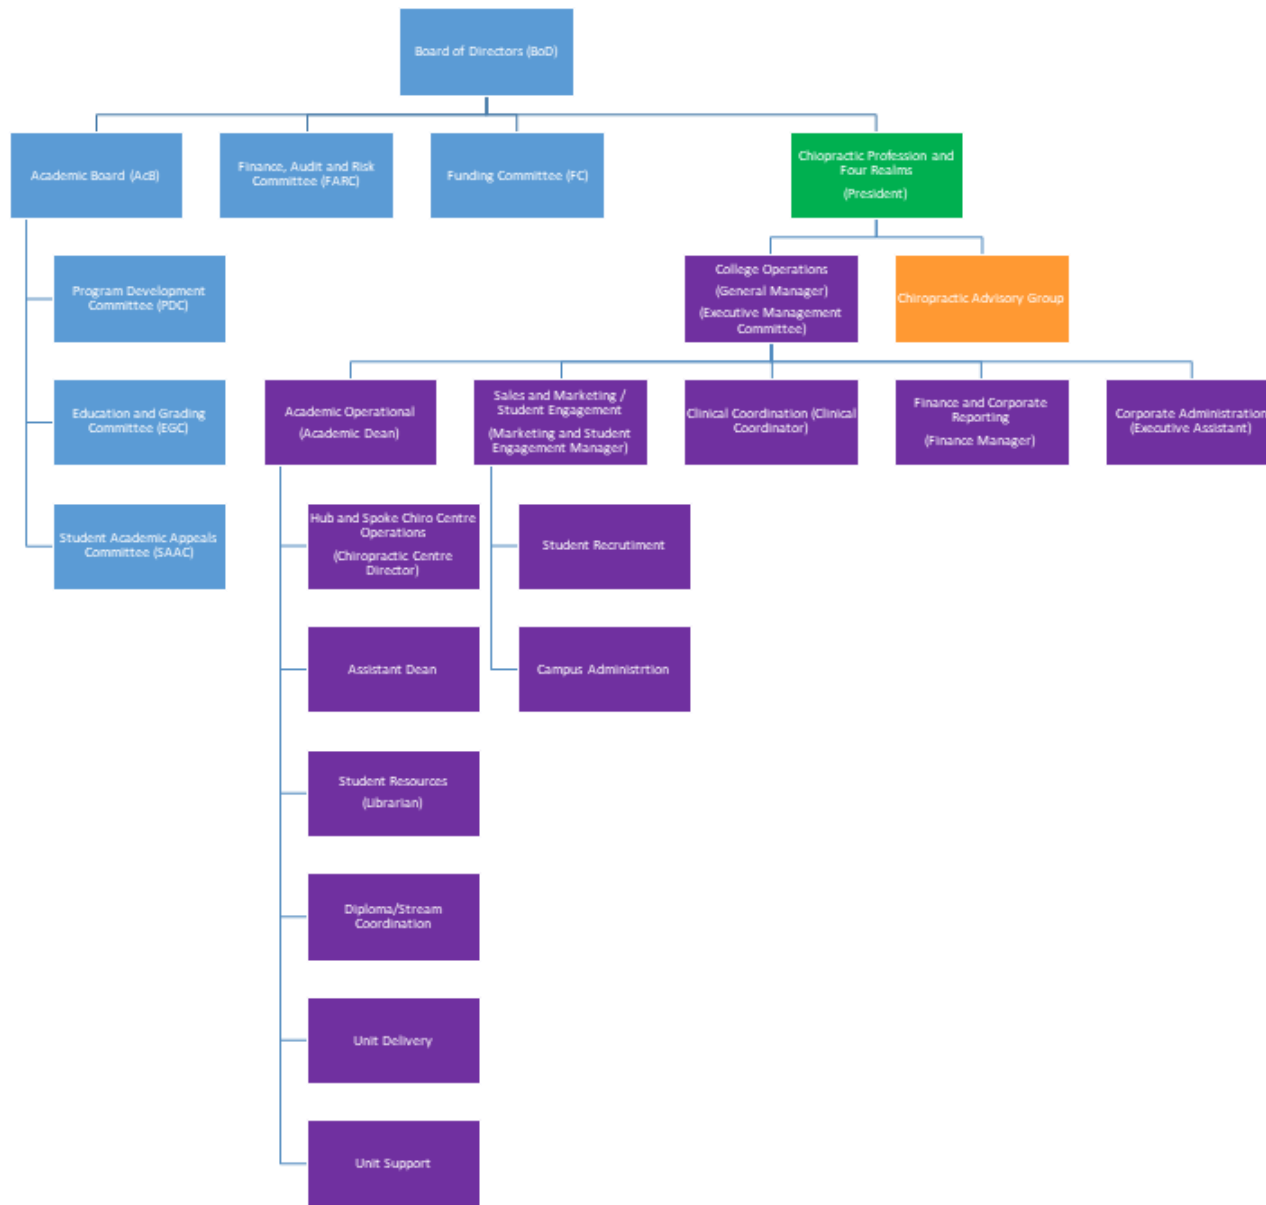 Board of Directors (BoD)
Academic Board (AcB)
Finance, Audit and Risk
Committee (FARC)
Funding Committee (FC)
Chiopractic Profession and
Four Realms
(President)
Program Development
Committee (PDC)
College Operations
(General Manager)
(Executive Management
Committee)
Chiropractic Advisory Group
Education and Grading
Committee (EGC)
Academic Operational
(Academic Dean)
Sales and Marketing /
Student Engagement
(Marketing and Student
Engagement Manager)
Clinical Coordination (Clinical
Coordinator)
Finance and Corporate
Reporting
(Finance Manager)
Corporate Administration
(Executive Assistant)
Student Academic Appeals
Committee (SAAC)
Hub and Spoke Chiro Centre
Operations
(Chiropractic Centre
Director)
Student Recrutiment
Assistant Dean
Campus Administrtion
Student Resources
(Librarian)
Diploma/Stream
Coordination
Unit Delivery
Unit Support